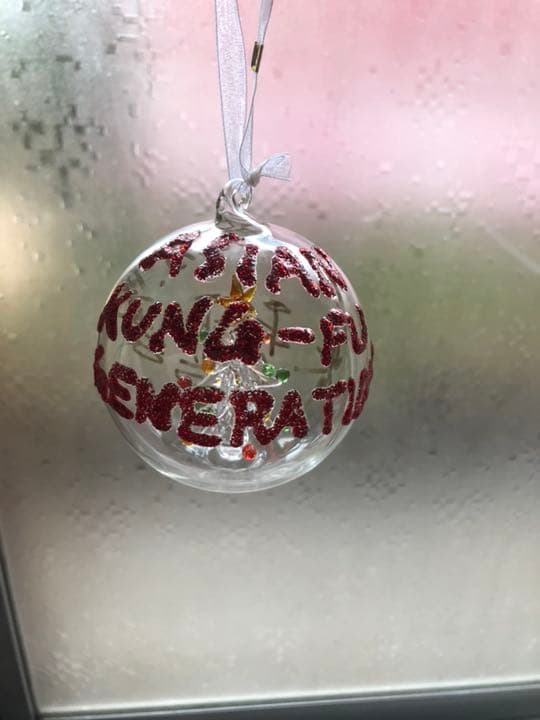 ASIAN
KUNG-FU
GENERATI